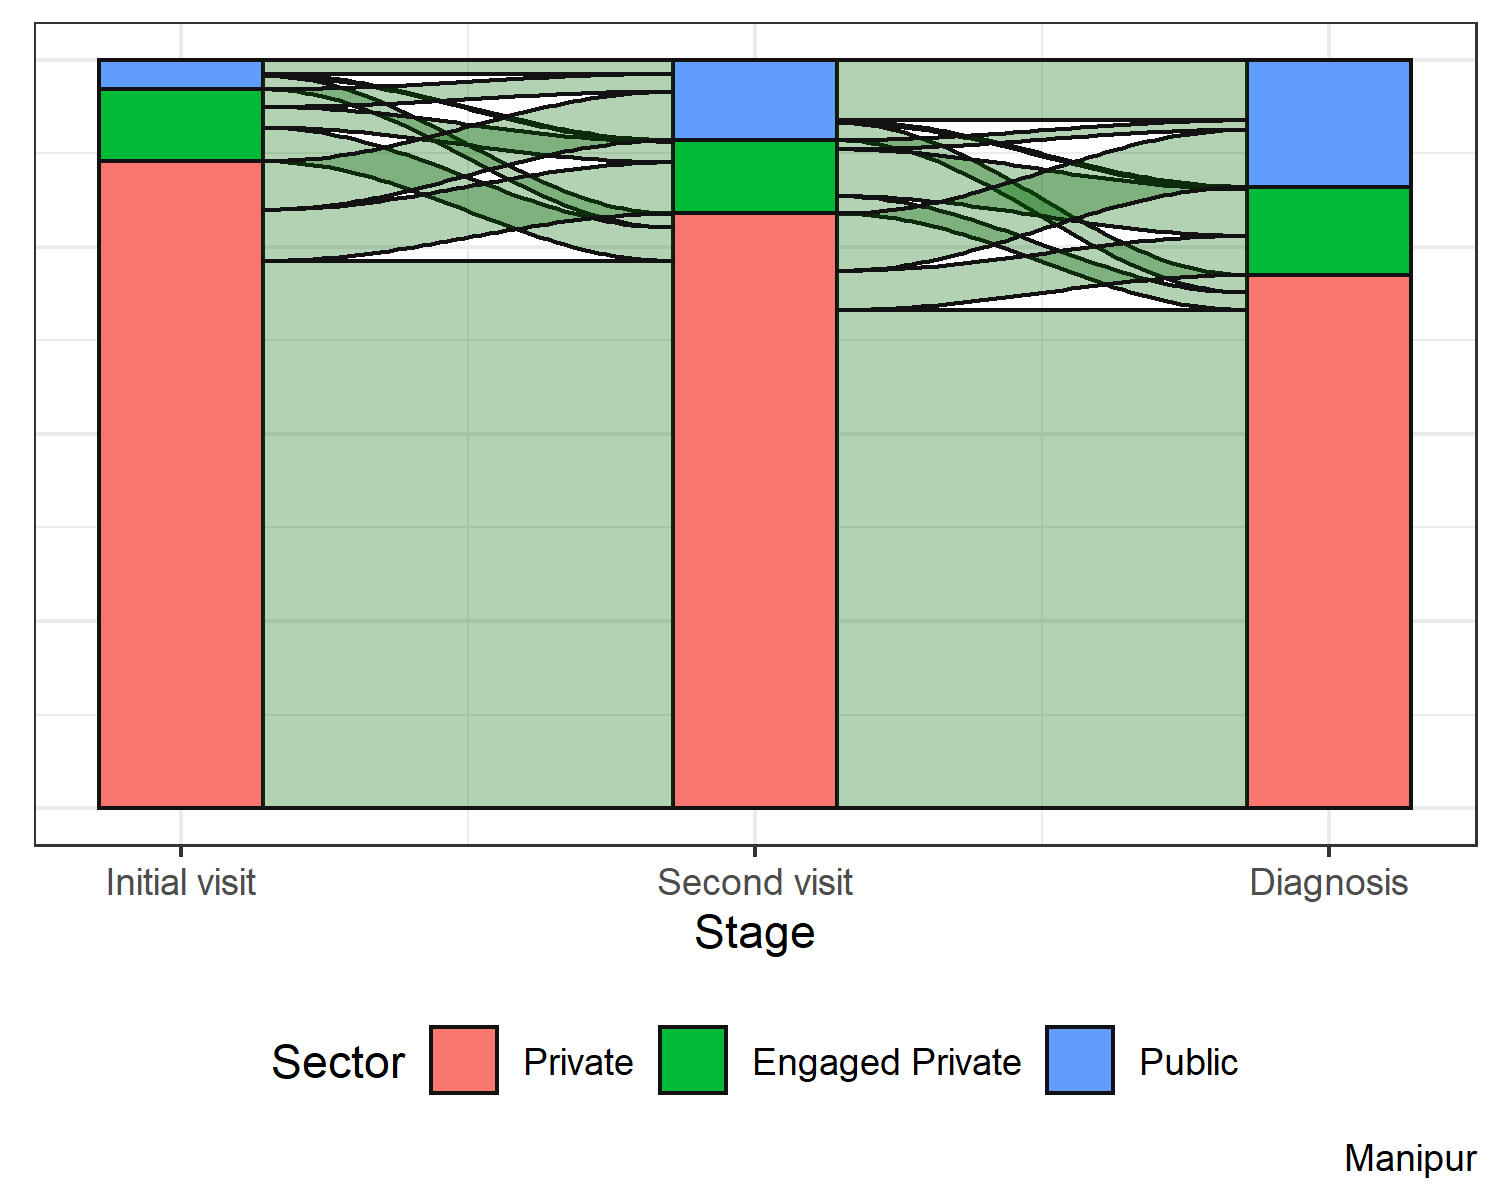 Initial visit Second visit Diagnosis
Stage
Sector Private Engaged Private Public
Manipur